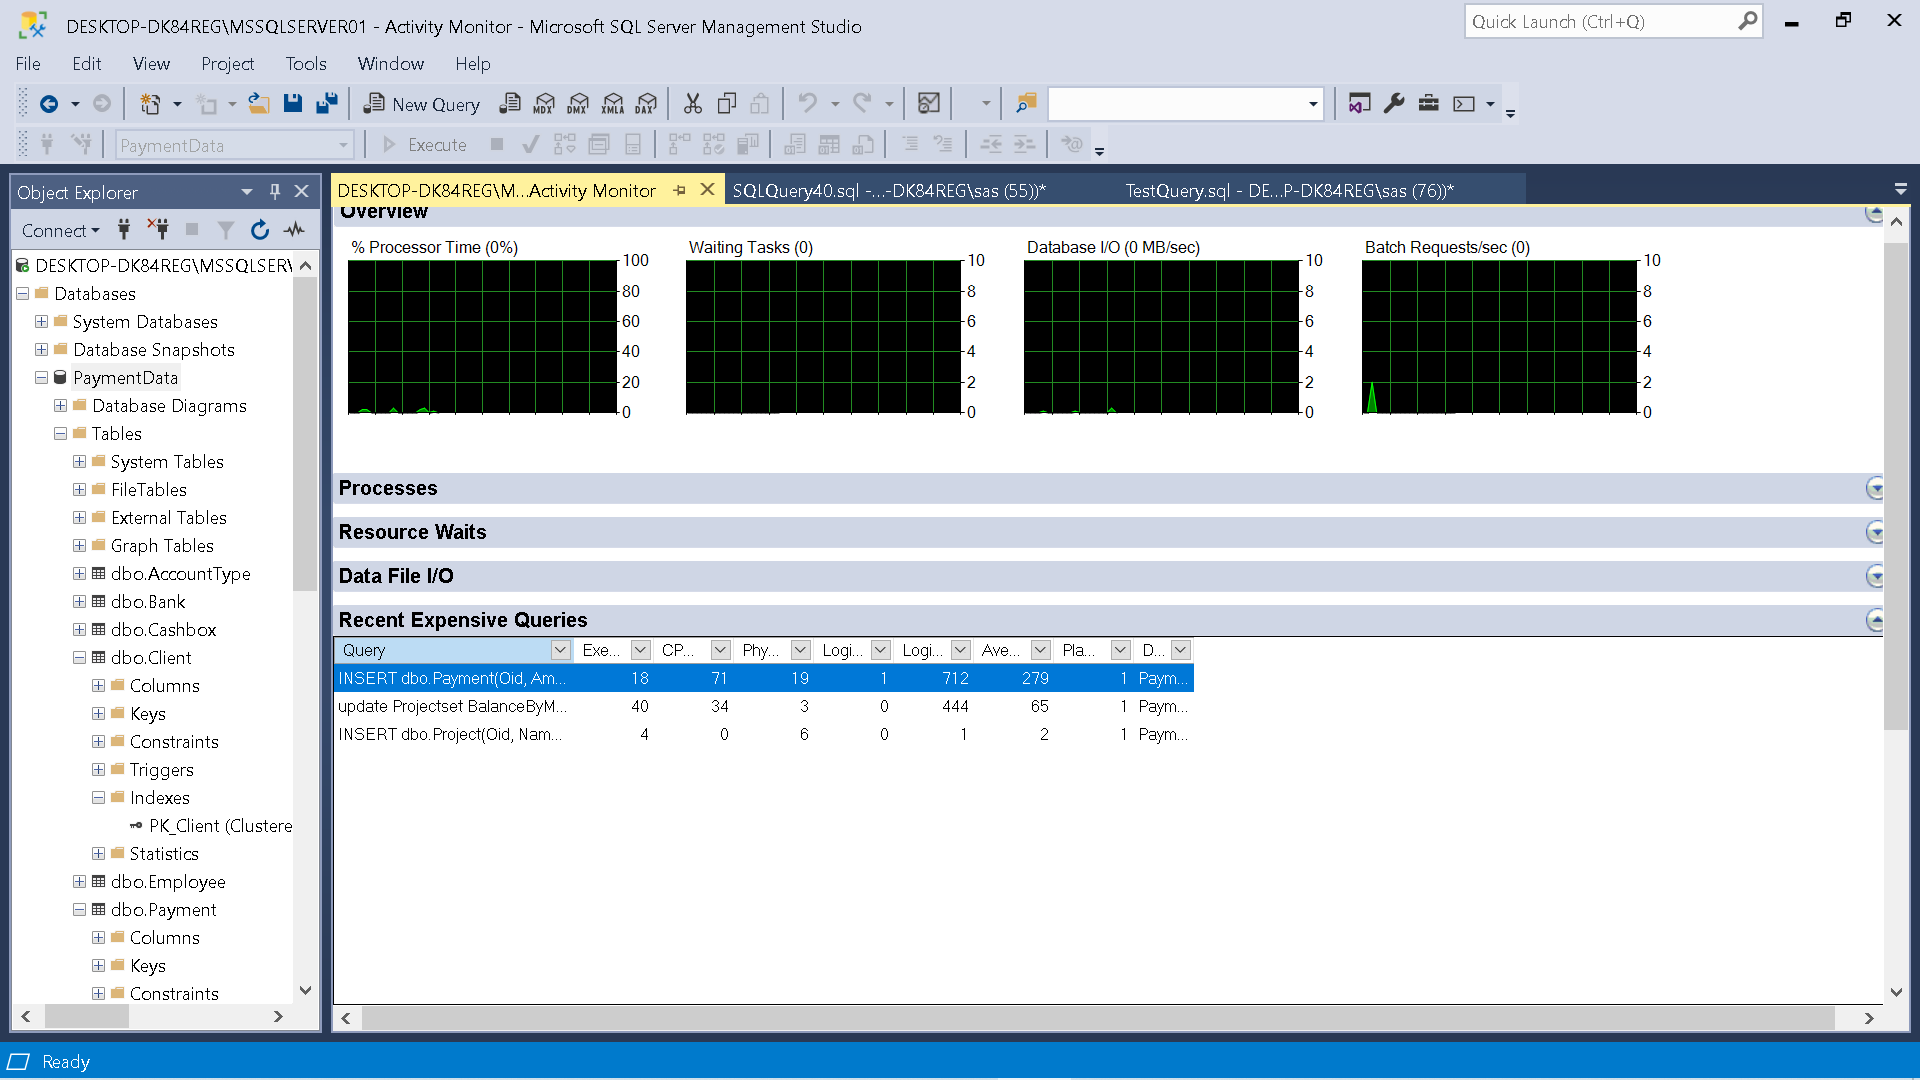 DESKTOP-DK84REG\MSSQLSERVER01 - Activity Monitor - Microsoft SQL Server Management Studio
Quick Launch (Ctrl+Q)
File Edit View Project Tools Window Help
New Query MDX DMX XMLA DAX
PaymentData Execute
Object Explorer
Connect
DESKTOP-DK84REG\MSSQLSER\
Databases
System Databases
Database Snapshots
PaymentData
Database Diagrams
Tables
System Tables
FileTables
External Tables
Graph Tables
dbo.AccountType
dbo.Bank
dbo.Cashbox
dbo.Client
Columns
Keys
Constraints
Triggers
Indexes
PK_Client (Clustere
Statistics
dbo.Employee
dbo.Payment
Columns
Keys
Constraints
DESKTOP-DK84REG\M...Activity Monitor SQLQuery40.sql -...-DK84REG\sas (55))* TestQuery.sql - DE...P-DK84REG\sas (76))*
Overview
% Processor Time (0%) Waiting Tasks (0) Database I/O (0 MB/sec) Batch Requests/sec (0)
100 10 10 10
80 8 8 8
60 6 6 6
40 4 4 4
20 2 2 2
0 0 0 0
Processes
Resource Waits
Data File I/O
Recent Expensive Queries
Query Exe... CP... Phy... Logi... Logi... Ave... Pla... D...
INSERT dbo.Payment(Oid, Am... 18 71 19 1 712 279 1 Paym...
update Projectset BalanceByM... 40 34 3 0 444 65 1 Paym...
INSERT dbo.Project(Oid, Nam... 4 0 6 0 1 2 1 Paym...
Ready